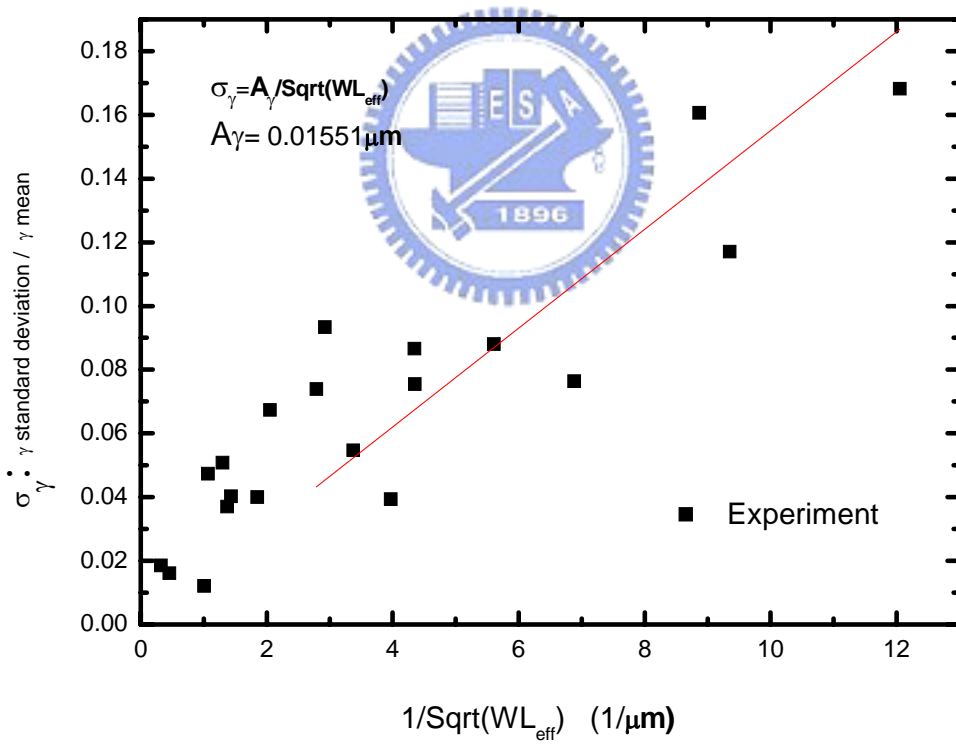 σγ=Aγ/Sqrt(WLeff)
Aγ= 0.01551μm
E S A
1896
0.18
0.16
0.14
0.12
0.10
0.08
0.06
0.04
0.02
0.00
σγ: γ standard deviation / γ mean
Experiment
0 2 4 6 8 10 12
1/Sqrt(WLeff) (1/μm)